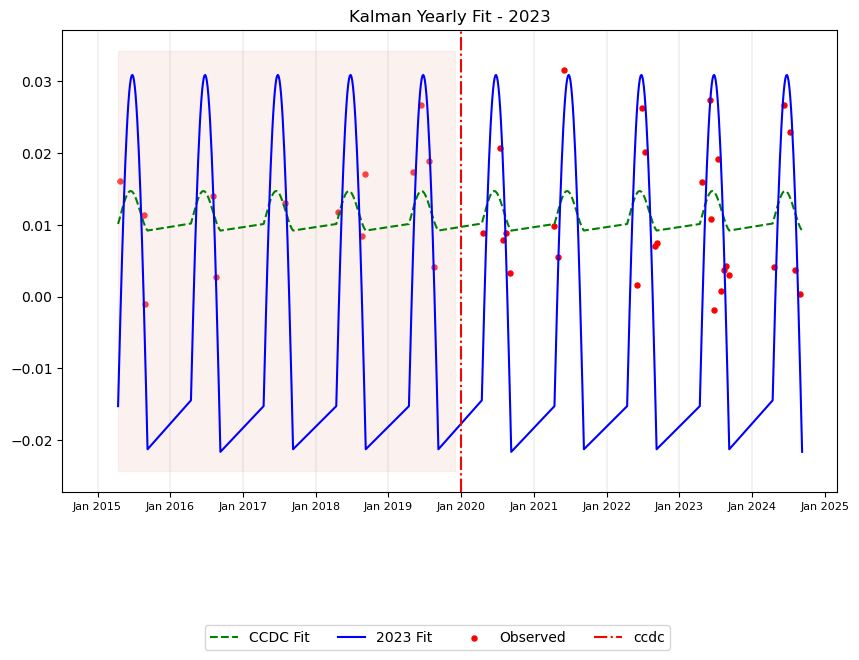 Kalman Yearly Fit - 2023
0.03
0.02
0.01
0.00
−0.01
−0.02
Jan 2015 Jan 2016 Jan 2017 Jan 2018 Jan 2019 Jan 2020 Jan 2021 Jan 2022 Jan 2023 Jan 2024 Jan 2025
CCDC Fit 2023 Fit Observed ccdc